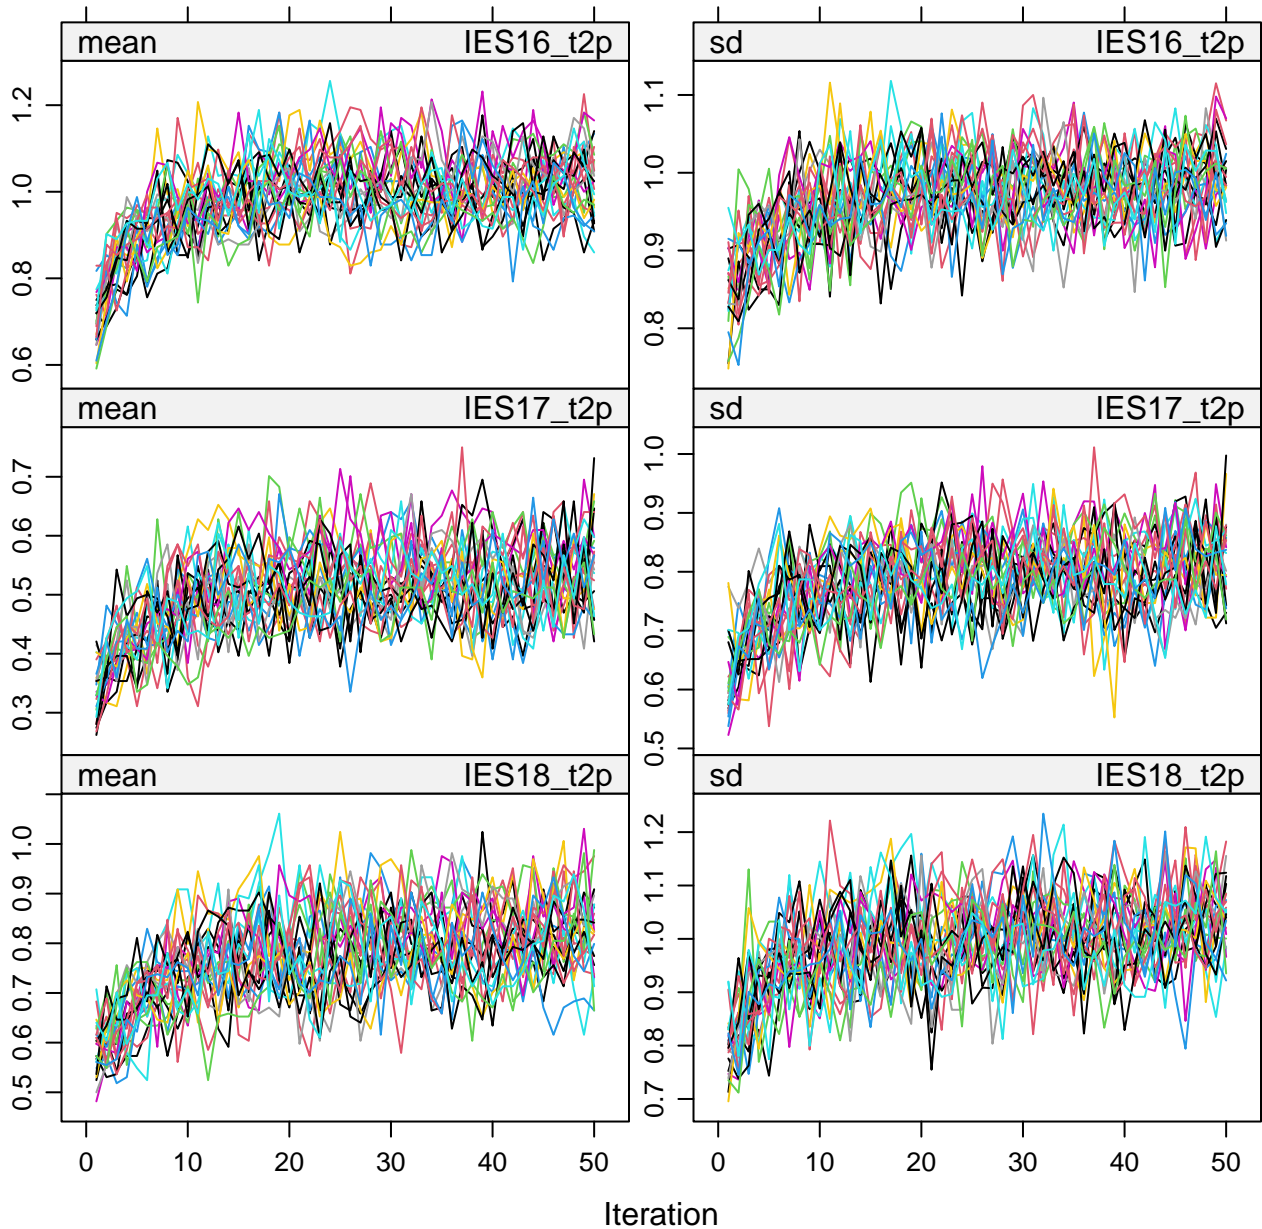 mean IES16_t2p
sd IES16_t2p
0.6 0.8 1.0 1.2
0.8 0.9 1.0 1.1
mean IES17_t2p
sd IES17_t2p
0.3 0.4 0.5 0.6 0.7
0.5 0.6 0.7 0.8 0.9 1.0
mean IES18_t2p
sd IES18_t2p
0.5 0.6 0.7 0.8 0.9 1.0
0.7 0.8 0.9 1.0 1.1 1.2
0 10 20 30 40 50
0 10 20 30 40 50
Iteration